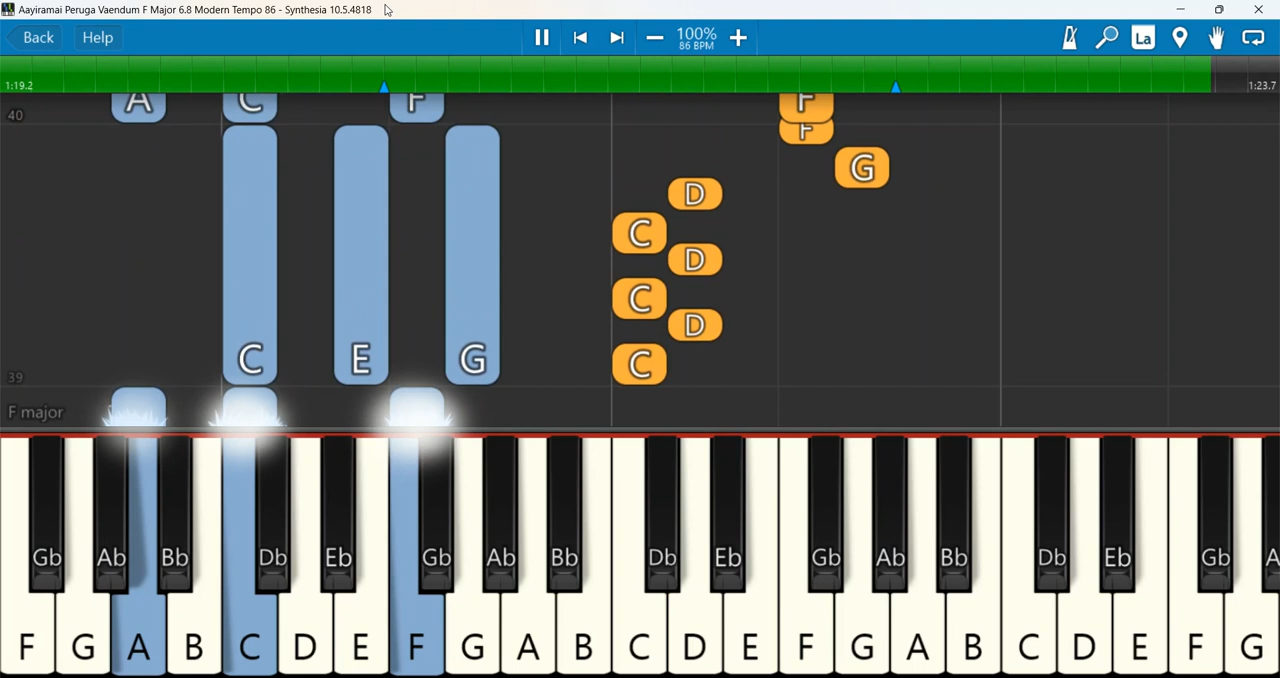 Aayiramai Peruga Vaendum F Major 6.8 Modern Tempo 86 - Synthesia 10.5.4818
Back Help 100% La
86 BPM
1:19.2 1:23.7
A C F F
40 F
G
D
C
D
C
D
C E G C
39
F major
Gb Ab Bb Db Eb Gb Ab Bb Db Eb Gb Ab Bb Db Eb Gb A
F G A B C D E F G A B C D E F G A B C D E F G